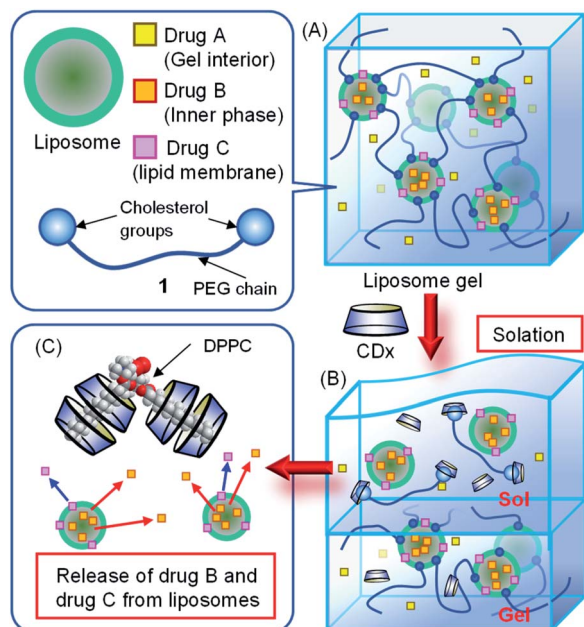 Liposome
Drug A
(Gel interior)
Drug B
(Inner phase)
Drug C
(lipid membrane)
Cholesterol
groups
1
PEG chain
(A)
Liposome gel
CDx
Solation
(B)
Sol
Gel
(C)
DPPC
Release of drug B and
drug C from liposomes